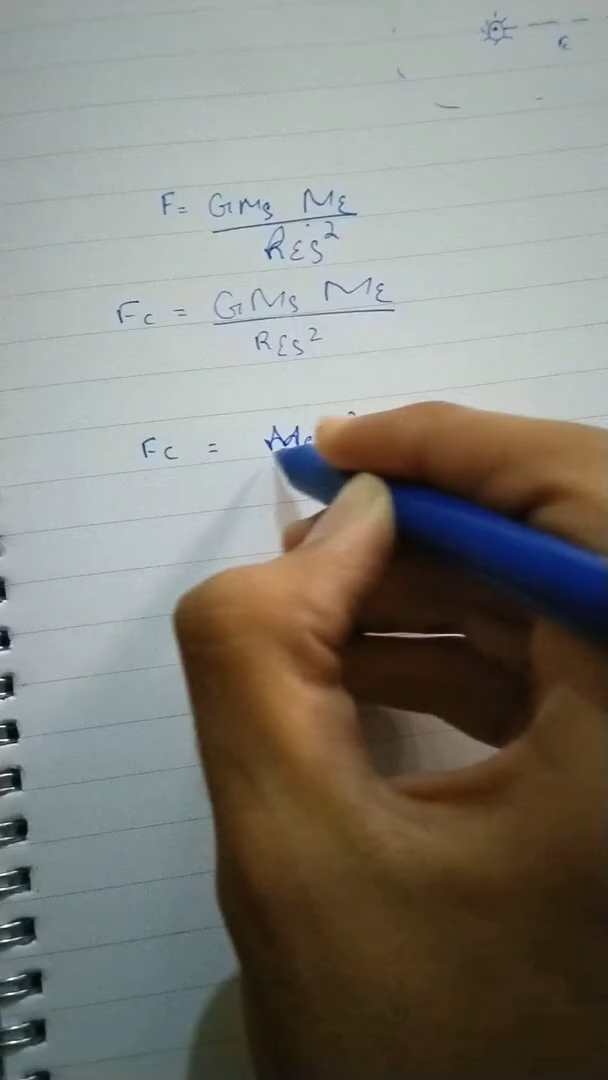 F = GMs ME
REs²
Fc = GMs ME
REs²
Fc =